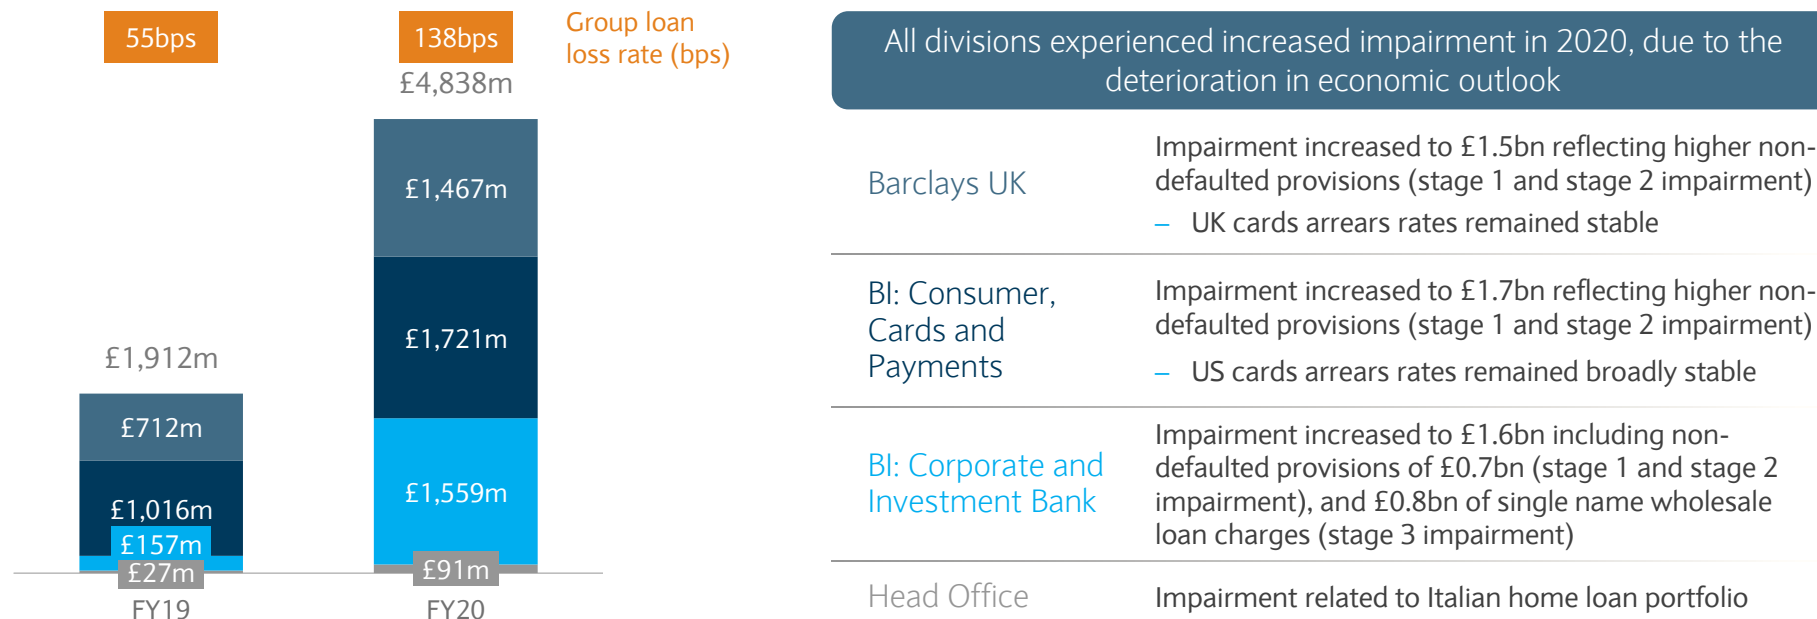 55bps
138bps
Group loan
loss rate (bps)
£4,838m
£1,467m
£1,721m
£1,559m
£91m
£1,912m
£712m
£1,016m
£157m
£27m
FY19
FY20
All divisions experienced increased impairment in 2020, due to the
deterioration in economic outlook
Barclays UK
Impairment increased to £1.5bn reflecting higher non-
defaulted provisions (stage 1 and stage 2 impairment)
– UK cards arrears rates remained stable
BI: Consumer,
Cards and
Payments
Impairment increased to £1.7bn reflecting higher non-
defaulted provisions (stage 1 and stage 2 impairment)
– US cards arrears rates remained broadly stable
BI: Corporate and
Investment Bank
Impairment increased to £1.6bn including non-
defaulted provisions of £0.7bn (stage 1 and stage 2
impairment), and £0.8bn of single name wholesale
loan charges (stage 3 impairment)
Head Office
Impairment related to Italian home loan portfolio